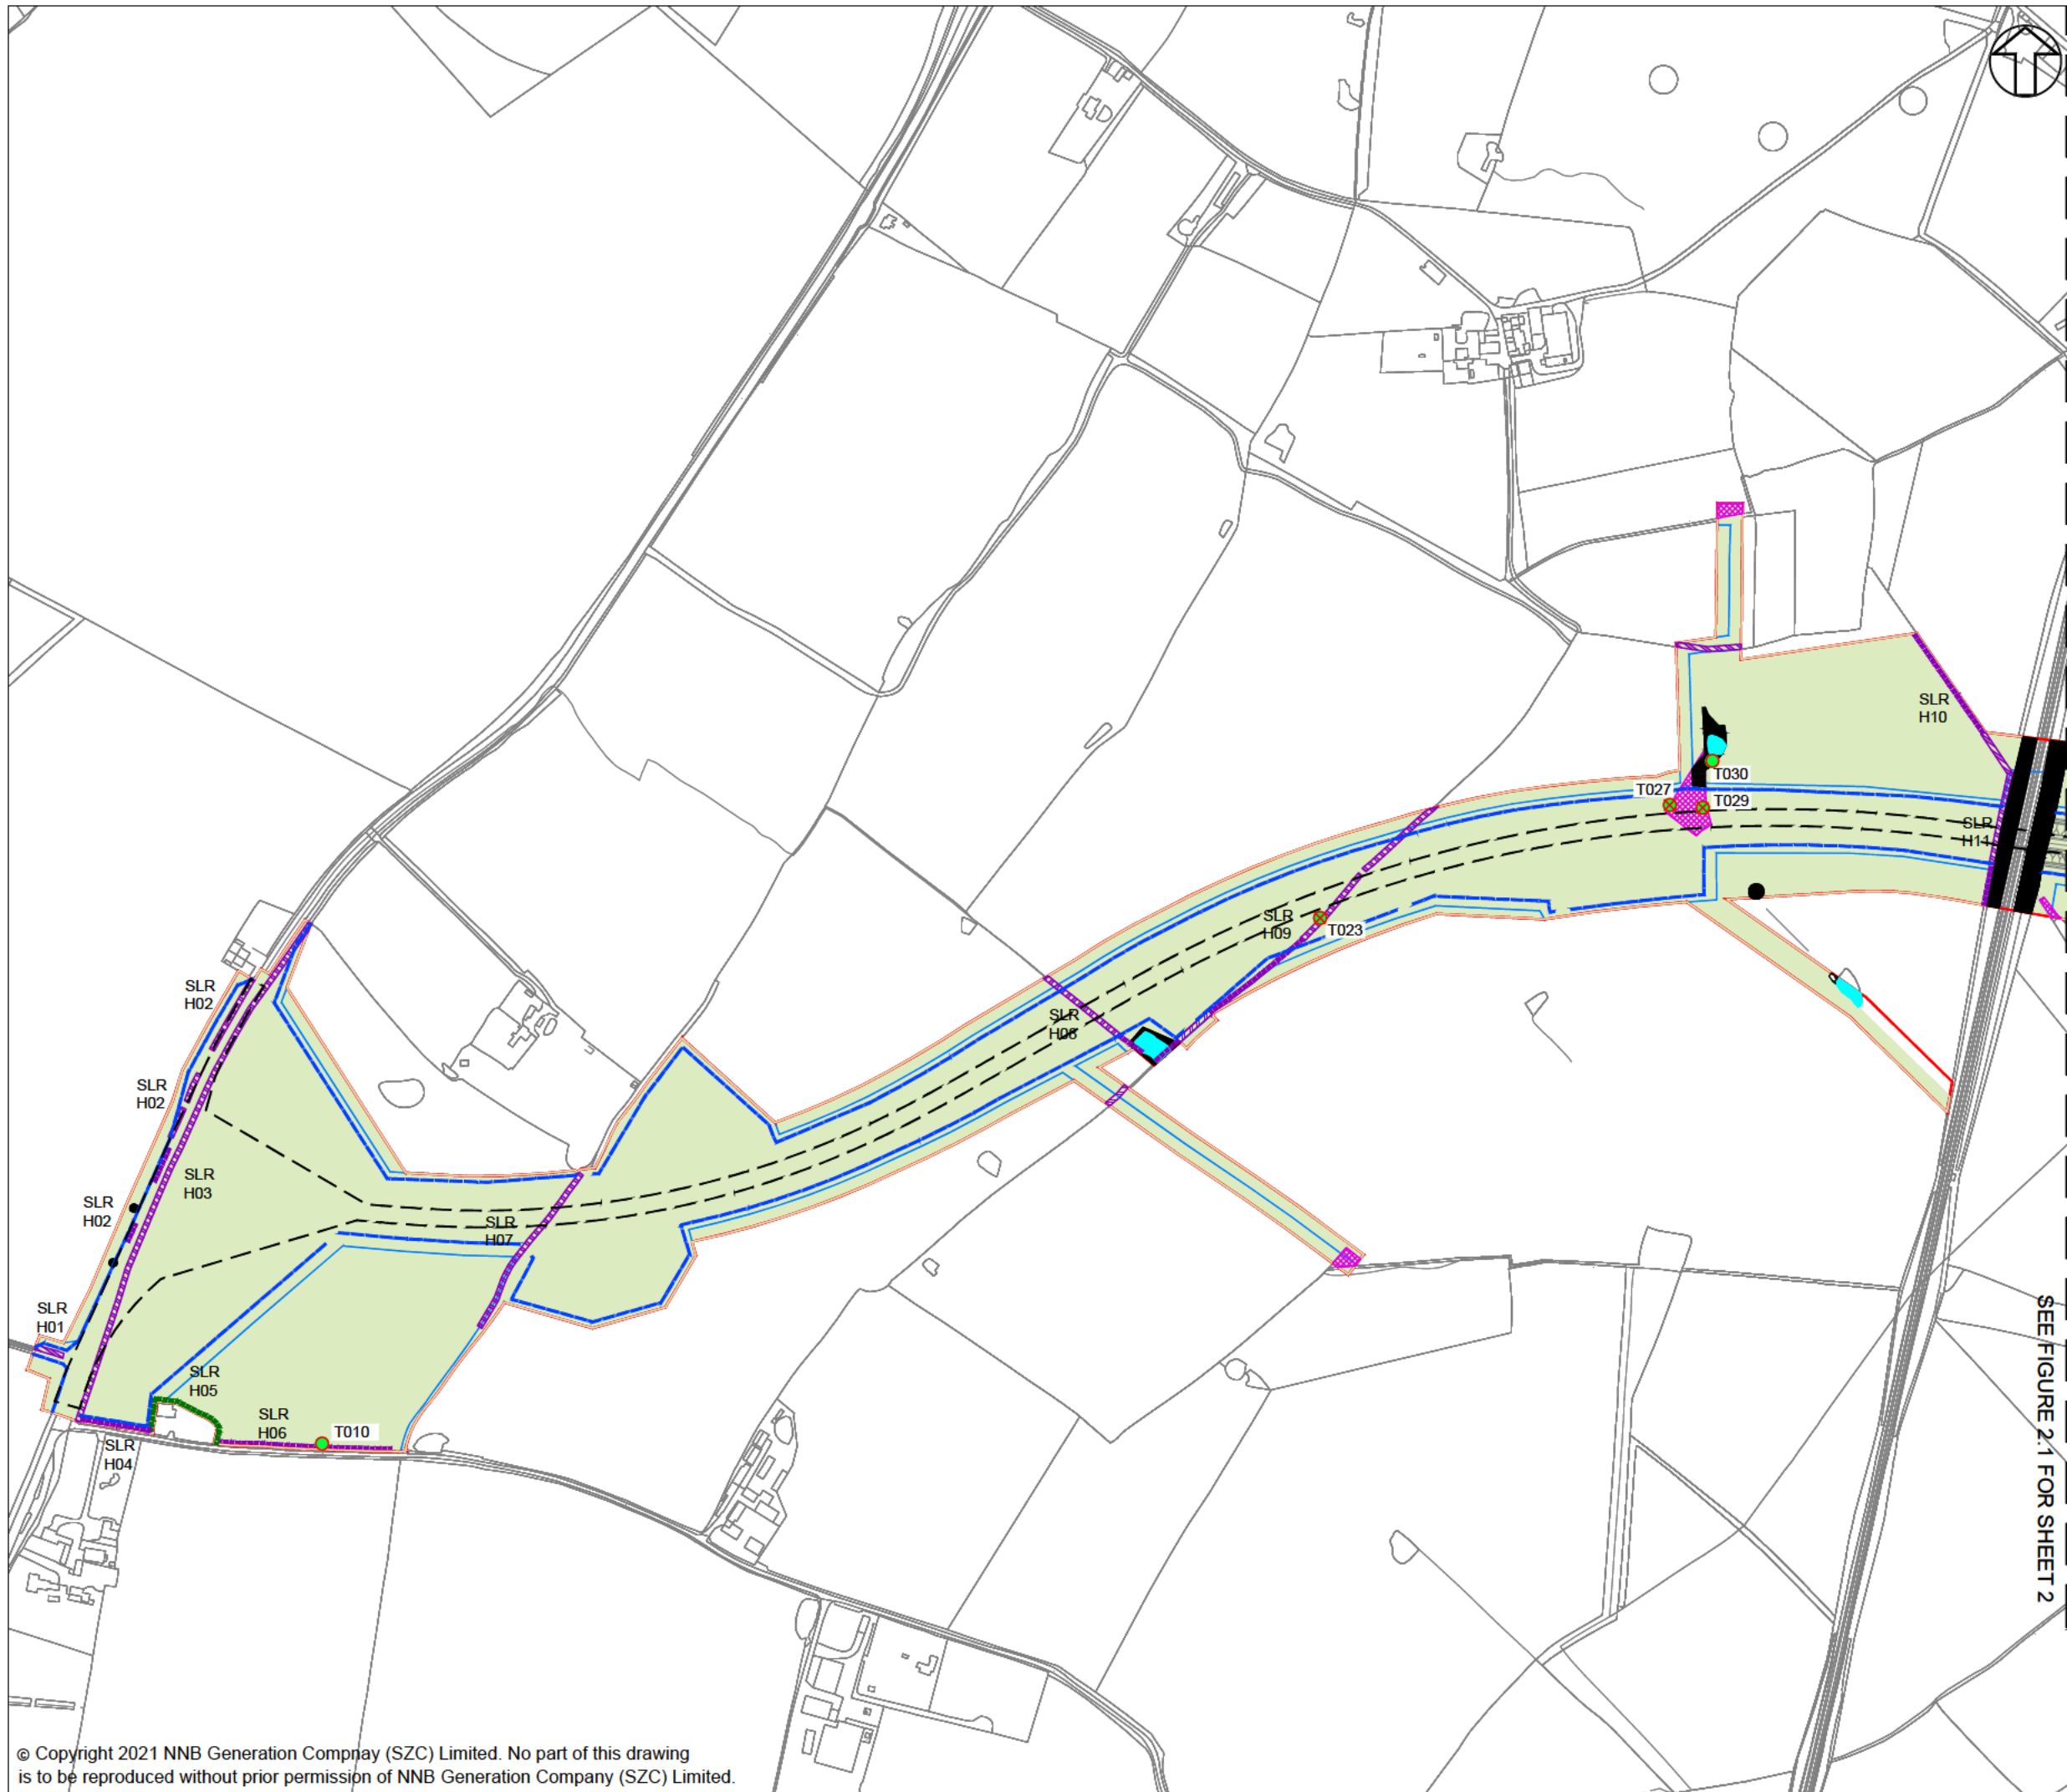 SLR
H10
T030
T027
T029
SLR
H11
SLR
H09
T023
SLR
H02
SLR
H08
SLR
H02
SLR
H03
SLR
H02
SLR
H07
SLR
H01
SLR
H05
SLR
H06
T010
SLR
H04
SEE FIGURE 2.1 FOR SHEET 2
© Copyright 2021 NNB Generation Compnay (SZC) Limited. No part of this drawing
is to be reproduced without prior permission of NNB Generation Company (SZC) Limited.